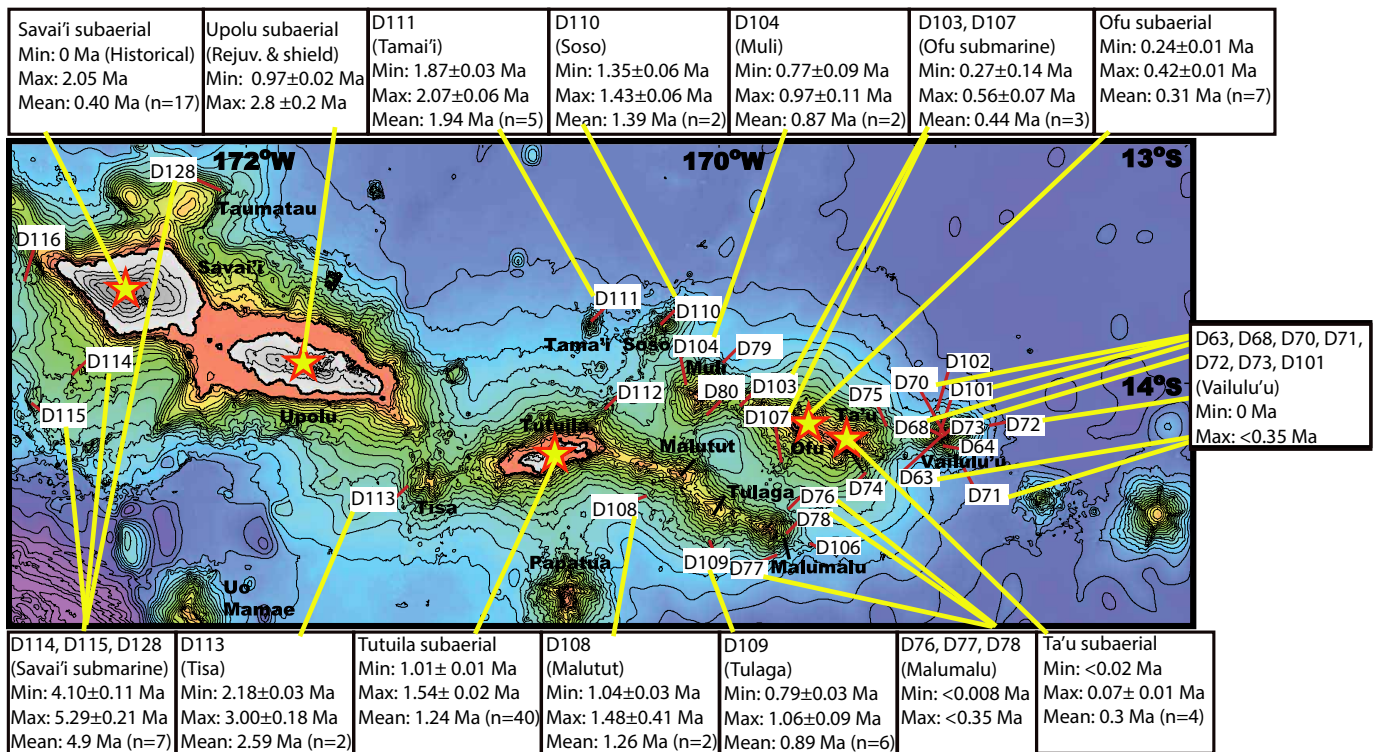 Savai'i subaerial
Min: 0 Ma (Historical)
Max: 2.05 Ma
Mean: 0.40 Ma (n=17)
Upolu subaerial
(Rejuv. & shield)
Min: 0.97±0.02 Ma
Max: 2.8 ±0.2 Ma
D111
(Tamai'i)
Min: 1.87±0.03 Ma
Max: 2.07±0.06 Ma
Mean: 1.94 Ma (n=5)
D110
(Soso)
Min: 1.35±0.06 Ma
Max: 1.43±0.06 Ma
Mean: 1.39 Ma (n=2)
D104
(Muli)
Min: 0.77±0.09 Ma
Max: 0.97±0.11 Ma
Mean: 0.87 Ma (n=2)
D103, D107
(Ofu submarine)
Min: 0.27±0.14 Ma
Max: 0.56±0.07 Ma
Mean: 0.44 Ma (n=3)
Ofu subaerial
Min: 0.24±0.01 Ma
Max: 0.42±0.01 Ma
Mean: 0.31 Ma (n=7)
172°W
170°W
13°S
D128
Taumatau
D116
Savai'i
D111
D110
Tama'i
Soso
D104
D79
Muli
D114
D115
Upolu
D112
D80
D103
D107
D75
D70
D102
D101
14°S
D68
D73
D72
D64
Vailulu'u
D63
D71
Ta'u
Ofu
D74
Tutuila
Malutut
D113
Tisa
D108
Tulaga
D76
D78
D106
D109
D77
Malumalu
Papatua
Uo
Mamae
D63, D68, D70, D71,
D72, D73, D101
(Vailulu'u)
Min: 0 Ma
Max: <0.35 Ma
D114, D115, D128
(Savai'i submarine)
Min: 4.10±0.11 Ma
Max: 5.29±0.21 Ma
Mean: 4.9 Ma (n=7)
D113
(Tisa)
Min: 2.18±0.03 Ma
Max: 3.00±0.18 Ma
Mean: 2.59 Ma (n=2)
Tutuila subaerial
Min: 1.01± 0.01 Ma
Max: 1.54± 0.02 Ma
Mean: 1.24 Ma (n=40)
D108
(Malutut)
Min: 1.04±0.03 Ma
Max: 1.48±0.41 Ma
Mean: 1.26 Ma (n=2)
D109
(Tulaga)
Min: 0.79±0.03 Ma
Max: 1.06±0.09 Ma
Mean: 0.89 Ma (n=6)
D76, D77, D78
(Malumalu)
Min: <0.008 Ma
Max: <0.35 Ma
Ta'u subaerial
Min: <0.02 Ma
Max: 0.07± 0.01 Ma
Mean: 0.3 Ma (n=4)